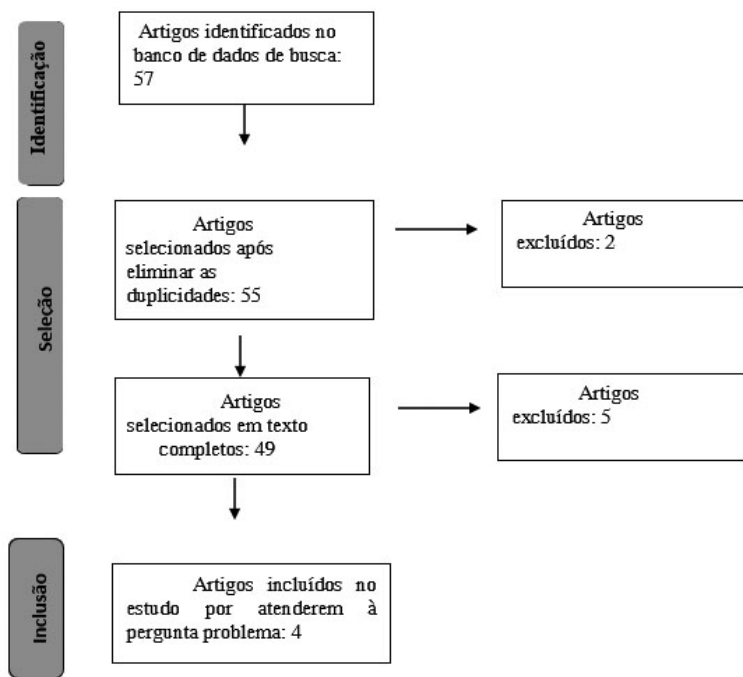 Identificação
Artigos identificados no
banco de dados de busca:
57
Seleção
Artigos
selecionados após
eliminar as
duplicidades: 55
Artigos
excluídos: 2
Artigos
selecionados em texto
completos: 49
Artigos
excluídos: 5
Inclusão
Artigos incluídos no
estudo por atenderem à
pergunta problema: 4